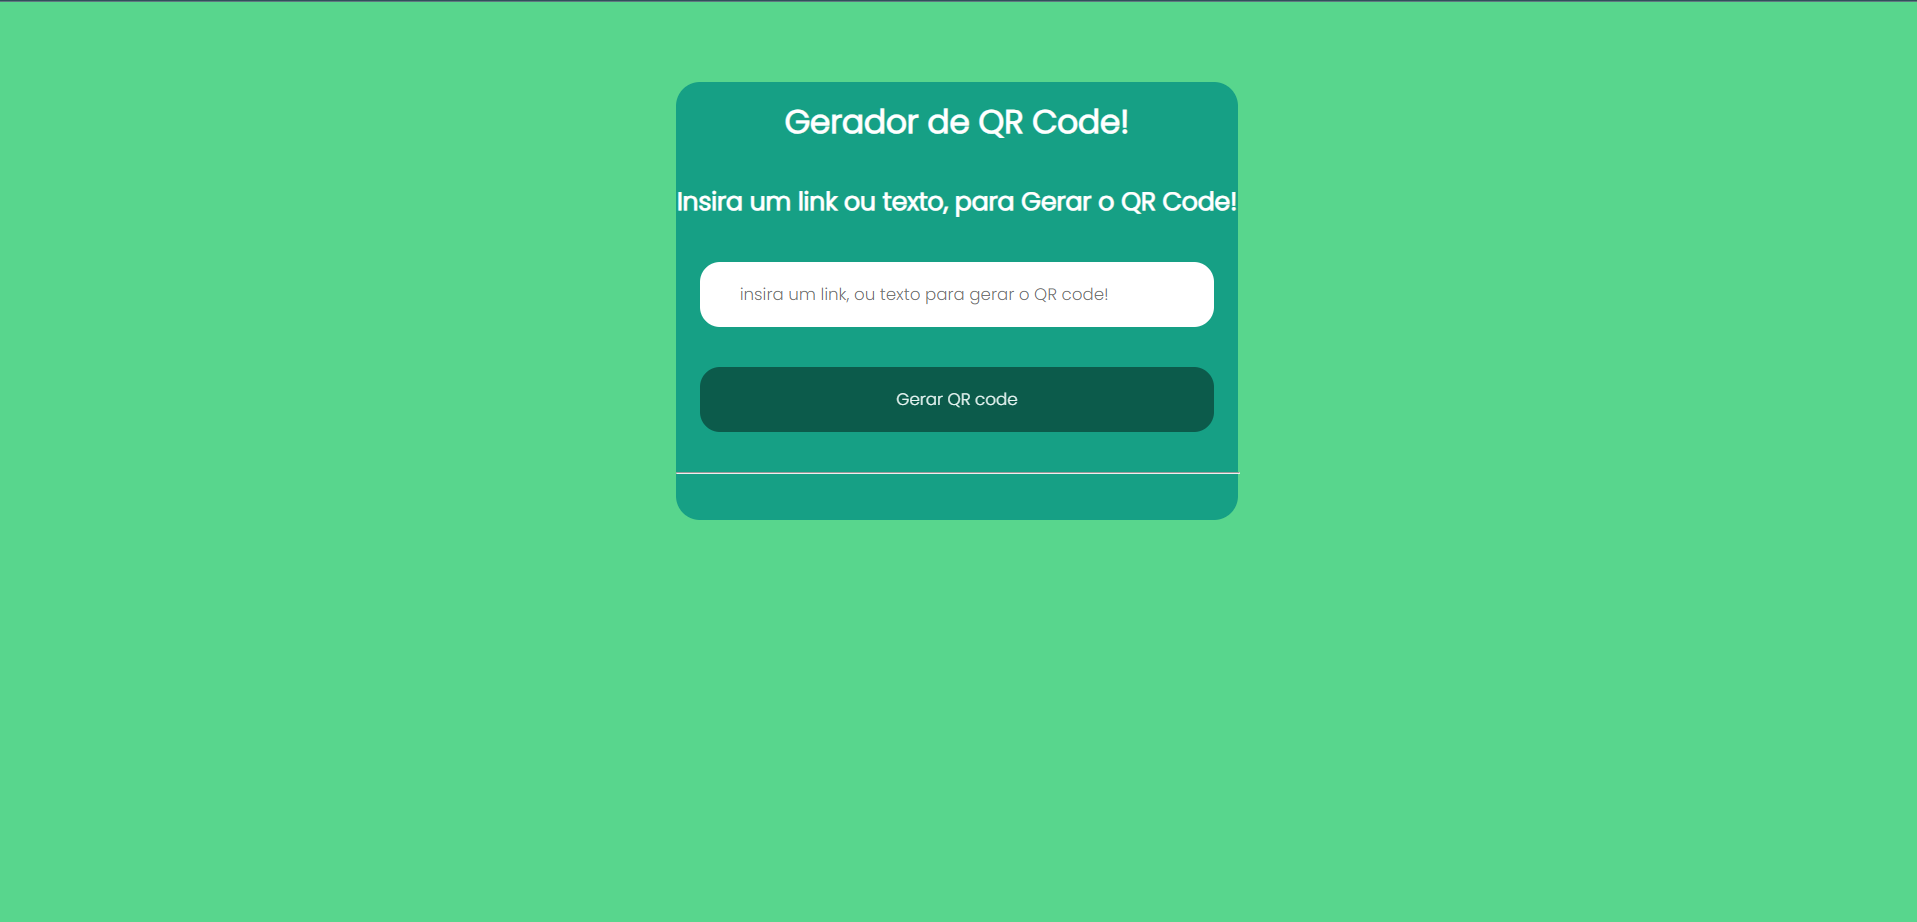 Gerador de QR Code!
Insira um link ou texto, para Gerar o QR Code!
insira um link, ou texto para gerar o QR code!
Gerar QR code